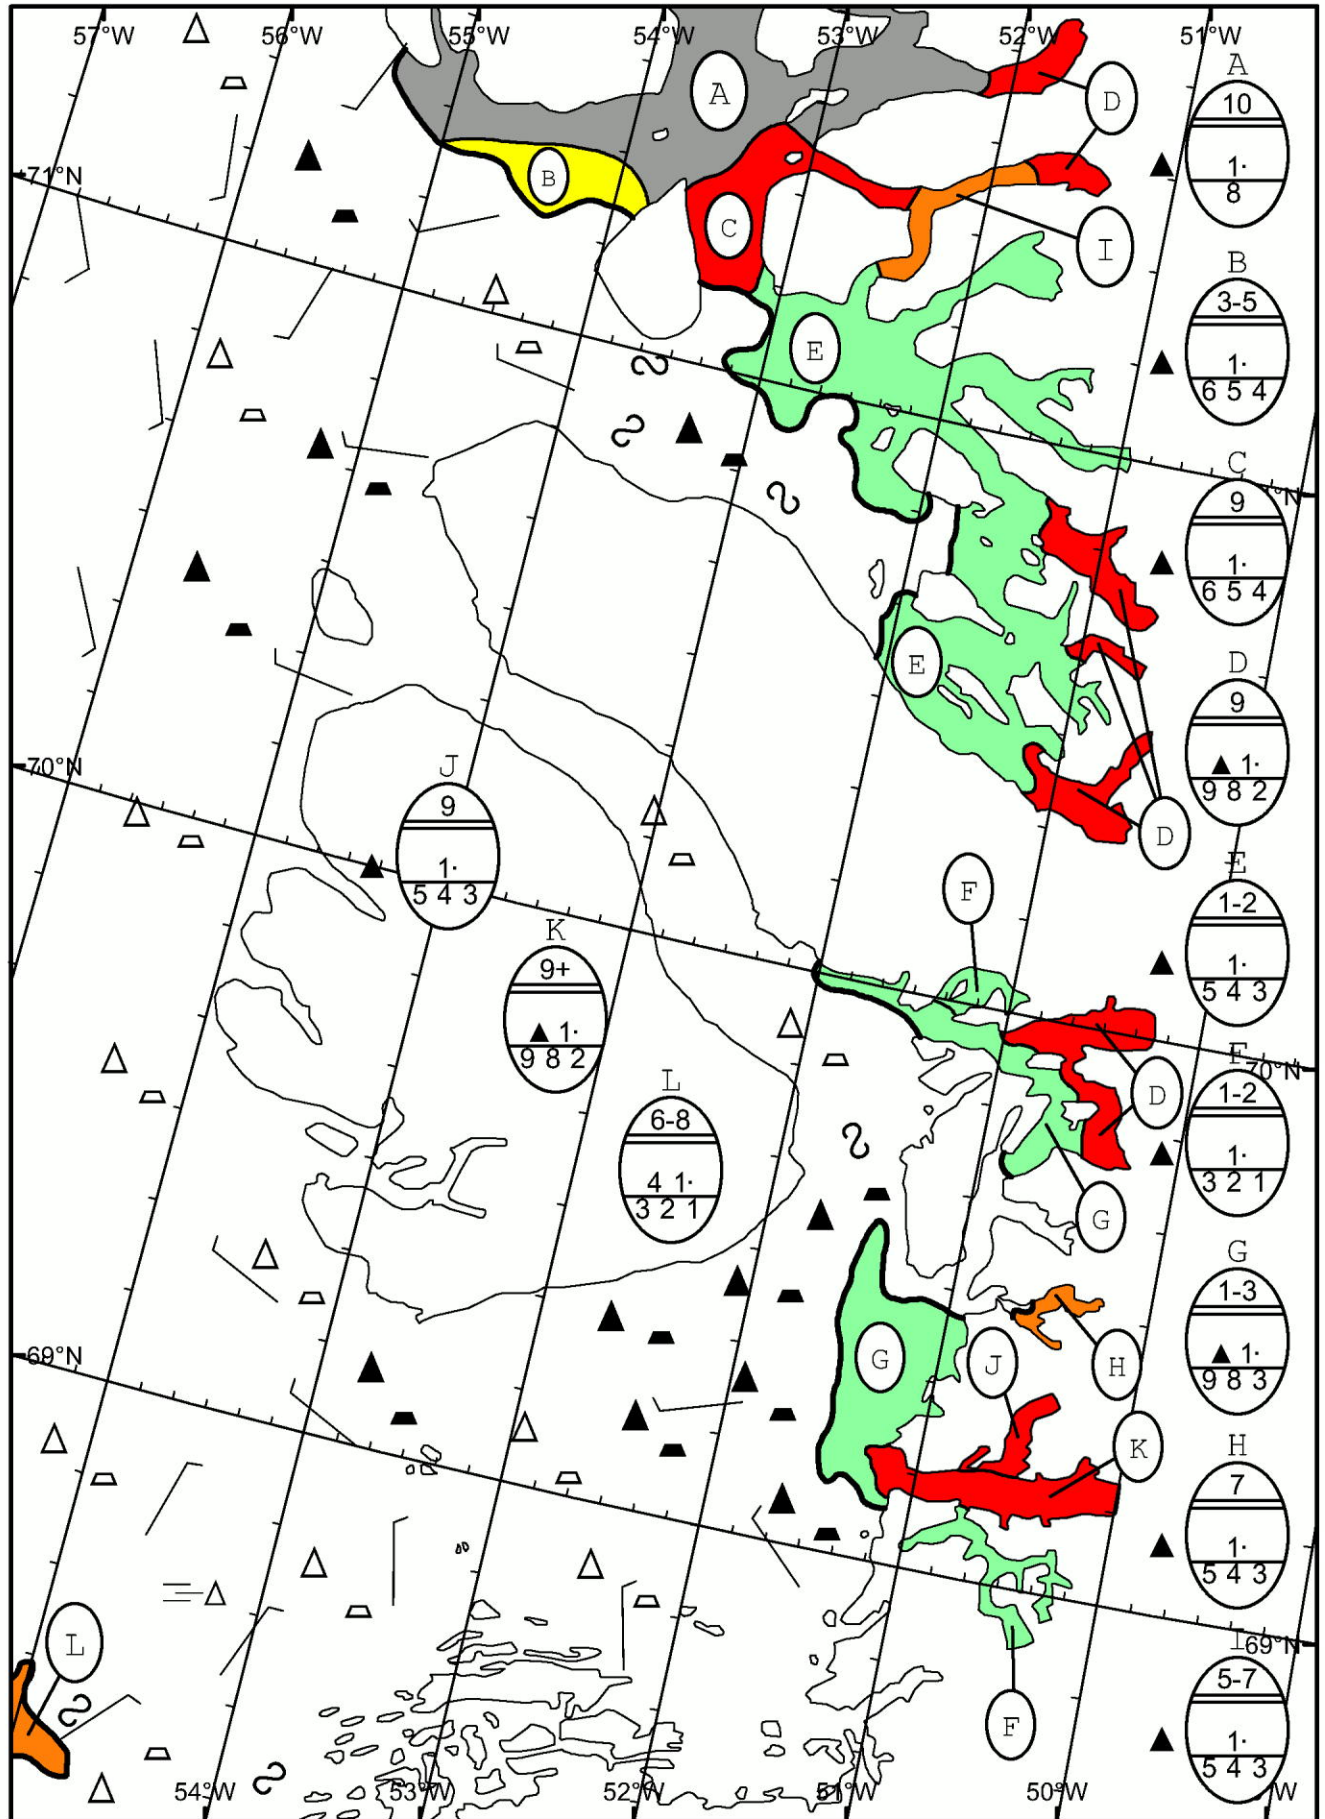 57°W 56°W 55°W 54°W 53°W 52°W 51°W
A
10
1·
8
A
D
71°N
B
C
I
B
3-5
1·
6 5 4
E
C
9
1·
6 5 4
°N
E
D
9
▲ 1·
9 8 2
D
70°N
J
9
1·
5 4 3
E
1-2
1·
5 4 3
F
K
9+
▲ 1·
9 8 2
F
70°N
1-2
1·
3 2 1
D
L
6-8
4 1·
3 2 1
G
G
1-3
▲ 1·
9 8 3
69°N
G
J
H
K
H
7
1·
5 4 3
L
I
69°N
5-7
1·
5 4 3
F
54°W 53°W 52°W 51°W 50°W °W